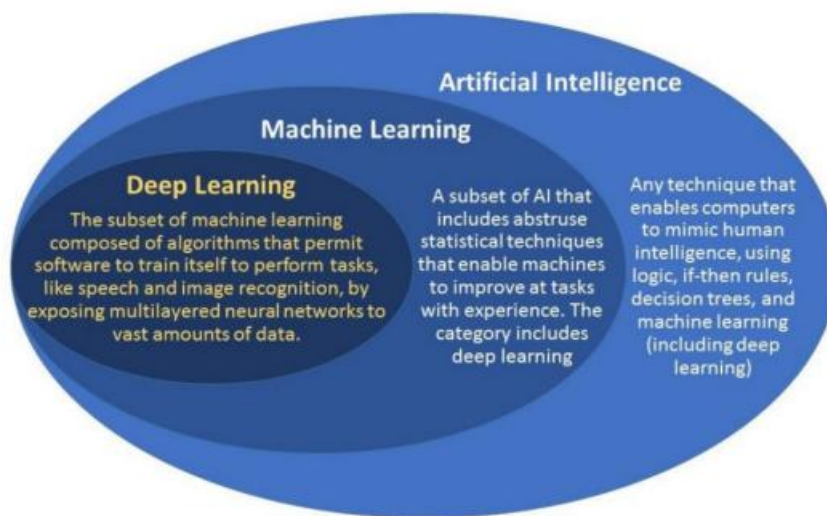 Artificial Intelligence
Machine Learning
Deep Learning
The subset of machine learning
composed of algorithms that permit
software to train itself to perform tasks,
like speech and image recognition, by
exposing multilayered neural networks to
vast amounts of data.
A subset of AI that
includes abstruse
statistical techniques
that enable machines
to improve at tasks
with experience. The
category includes
deep learning
Any technique that
enables computers
to mimic human
intelligence, using
logic, if-then rules,
decision trees, and
machine learning
(including deep
learning)